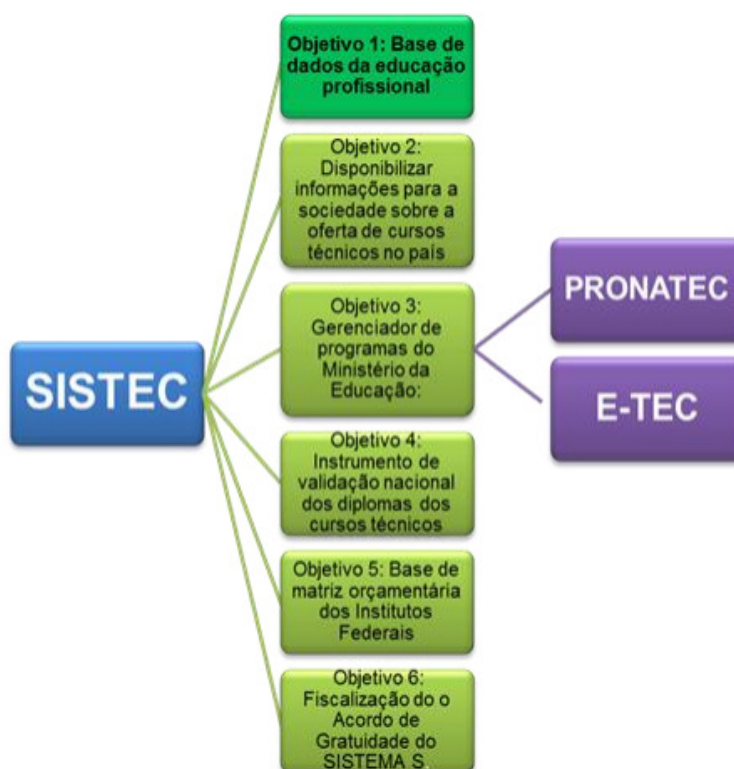 Objetivo 1: Base de
dados da educação
profissional
Objetivo 2:
Disponibilizar
informações para a
sociedade sobre a
oferta de cursos
técnicos no país
Objetivo 3:
Gerenciador de
programas do
Ministério da
Educação:
PRONATEC
E-TEC
SISTEC
Objetivo 4:
Instrumento de
validação nacional
dos diplomas dos
cursos técnicos
Objetivo 5: Base de
matriz orçamentária
dos Institutos
Federais
Objetivo 6:
Fiscalização do o
Acordo de
Gratuidade do
SISTEMA S.